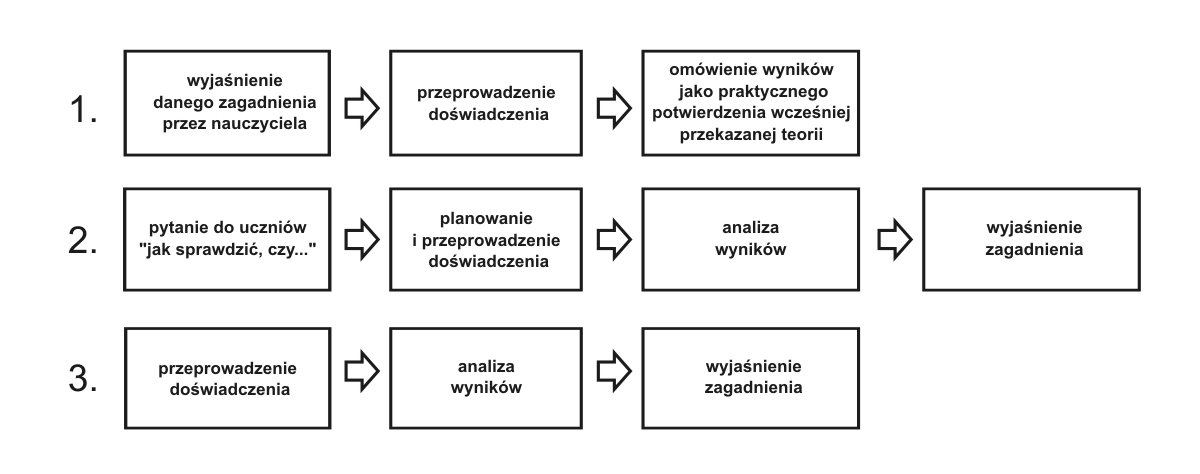 1.
wyjaśnienie
danego zagadnienia
przez nauczyciela
przeprowadzenie
doświadczenia
omówienie wyników
jako praktycznego
potwierdzenia wcześniej
przekazanej teorii
2.
pytanie do uczniów
"jak sprawdzić, czy..."
planowanie
i przeprowadzenie
doświadczenia
analiza
wyników
wyjaśnienie
zagadnienia
3.
przeprowadzenie
doświadczenia
analiza
wyników
wyjaśnienie
zagadnienia